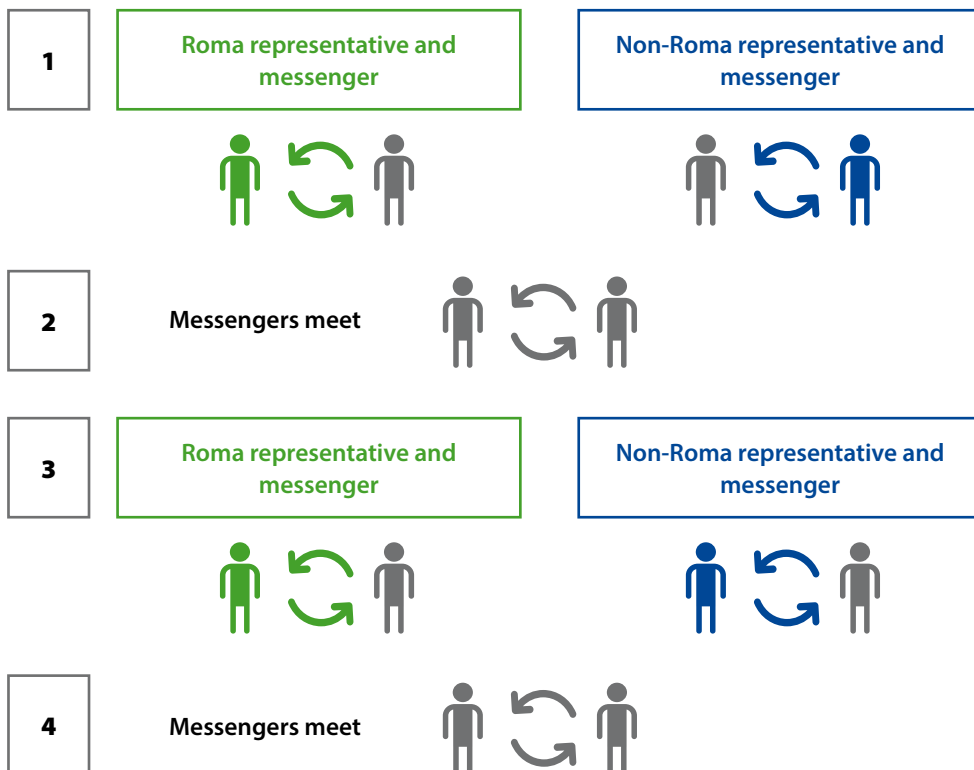 1
Roma representative and
messenger
Non-Roma representative and
messenger
2
Messengers meet
3
Roma representative and
messenger
Non-Roma representative and
messenger
4
Messengers meet